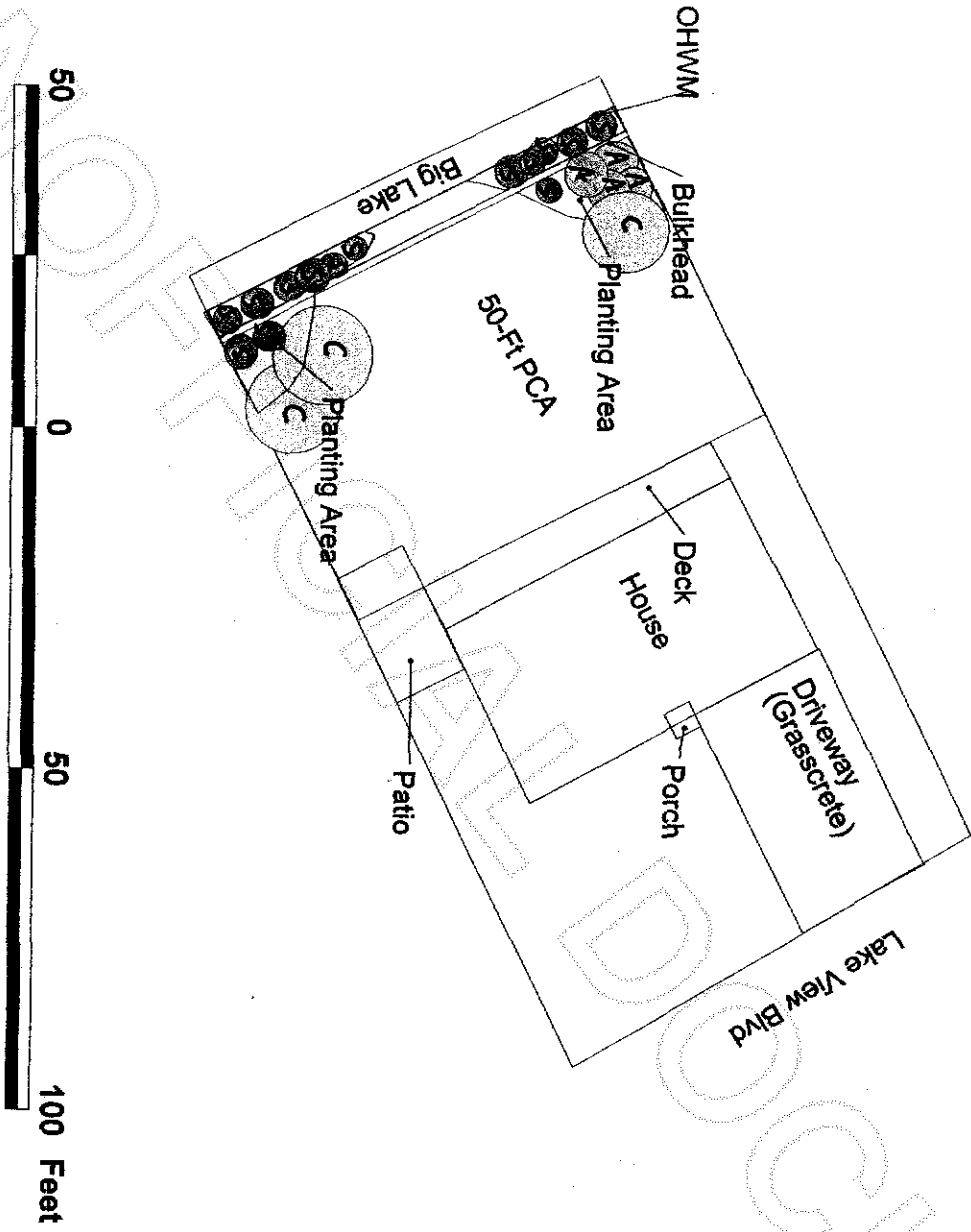 OHWM
Bulkhead
Planting Area
Big Lake
A
A
A
A
C
50-Ft PCA
C
C
Planting Area
Deck
House
Driveway
(Grasscrete)
Porch
Patio
Lake View Blvd
50 0 50 100 Feet